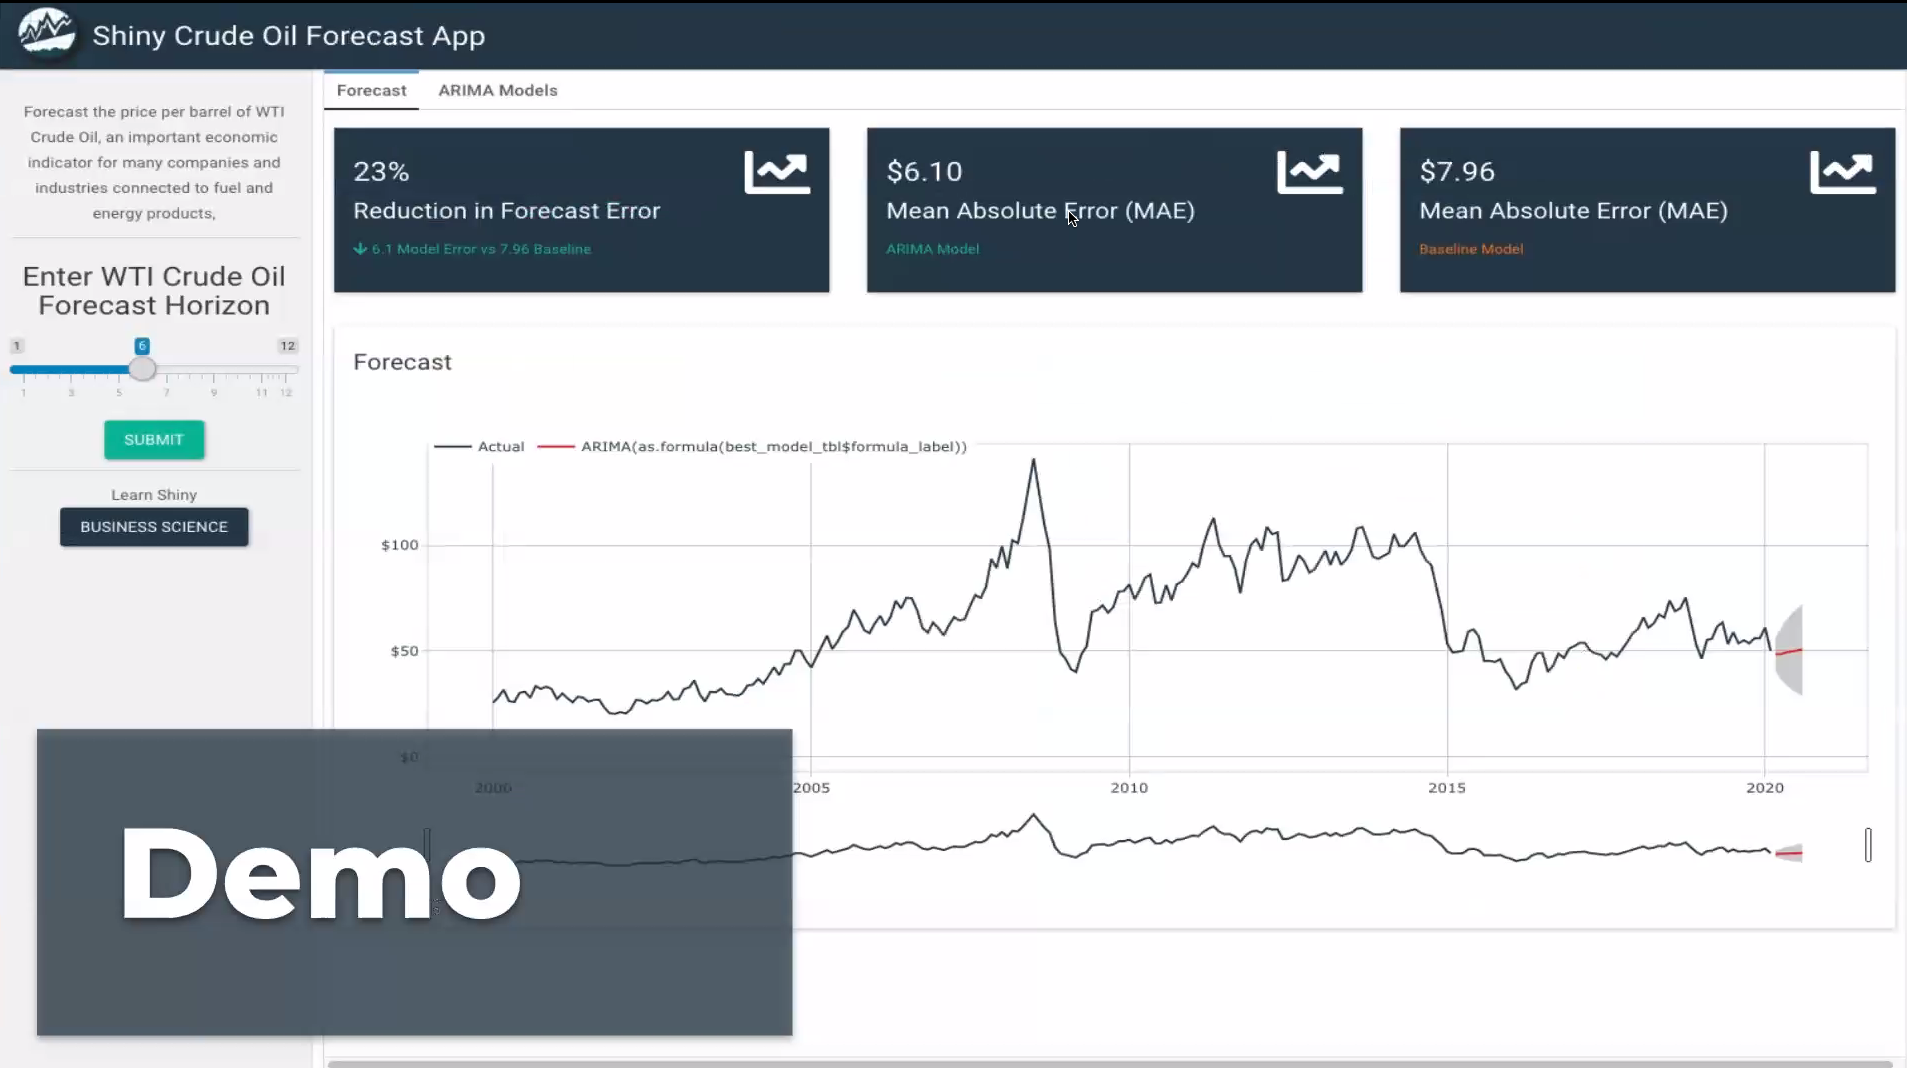 Shiny Crude Oil Forecast App
Forecast the price per barrel of WTI
Crude Oil, an important economic
indicator for many companies and
industries connected to fuel and
energy products,
Enter WTI Crude Oil
Forecast Horizon
1 6 12
1 3 5 7 9 11 12
SUBMIT
Learn Shiny
BUSINESS SCIENCE
Forecast ARIMA Models
23%
Reduction in Forecast Error
6.1 Model Error vs 7.96 Baseline
$6.10
Mean Absolute Error (MAE)
ARIMA Model
$7.96
Mean Absolute Error (MAE)
Baseline Model
Forecast
Actual ARIMA(as.formula(best_model_tbl$formula_label))
$100
$50
$0
2000 2005 2010 2015 2020
Demo